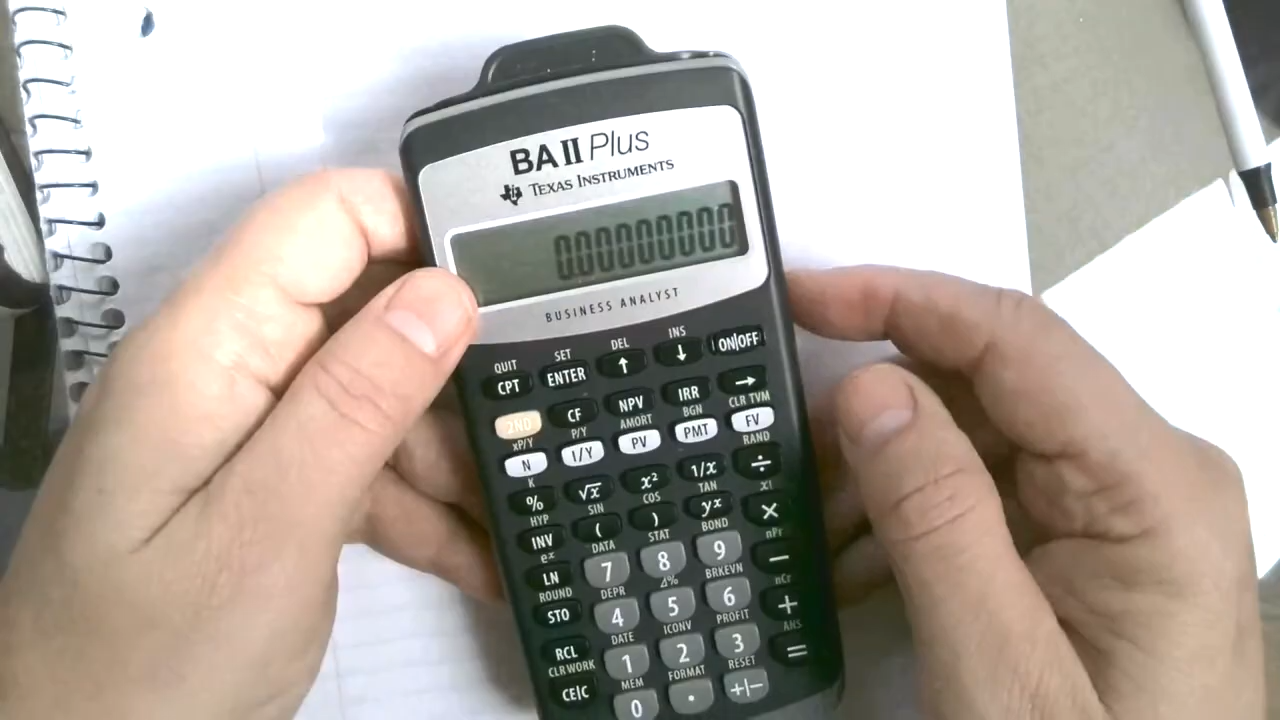 BA II Plus
TEXAS INSTRUMENTS
0.000000000
BUSINESS ANALYST
QUIT SET DEL INS
CPT ENTER ↑ ↓ ON|OFF
2ND CF NPV IRR →
xP/Y P/Y AMORT BGN CLR TVM
N I/Y PV PMT FV
K RAND
% √x x² 1/x ÷
HYP SIN COS TAN x!
INV ( ) yˣ ×
eˣ DATA STAT BOND nPr
LN 7 8 9 −
ROUND DEPR Δ% BRKEVN nCr
STO 4 5 6 +
DATE ICONV PROFIT ANS
RCL 1 2 3 =
CLR WORK MEM FORMAT RESET
CE|C 0 . +|−